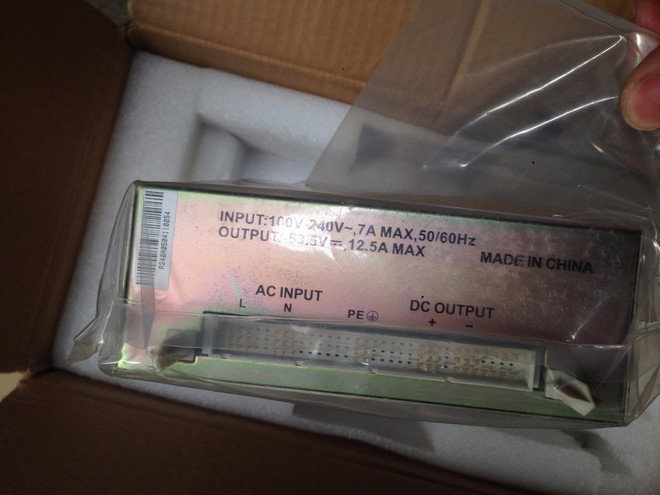 INPUT:100V-240V~,7A MAX,50/60Hz
OUTPUT:-53.5V⎓,12.5A MAX
MADE IN CHINA
AC INPUT
DC OUTPUT
L
N
PE
+
-